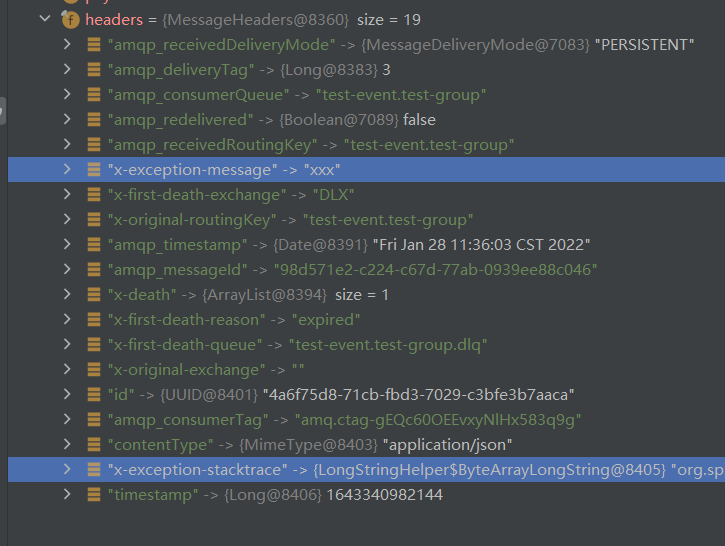 headers = {MessageHeaders@8360} size = 19
"amqp_receivedDeliveryMode" -> {MessageDeliveryMode@7083} "PERSISTENT"
"amqp_deliveryTag" -> {Long@8383} 3
"amqp_consumerQueue" -> "test-event.test-group"
"amqp_redelivered" -> {Boolean@7089} false
"amqp_receivedRoutingKey" -> "test-event.test-group"
"x-exception-message" -> "xxx"
"x-first-death-exchange" -> "DLX"
"x-original-routingKey" -> "test-event.test-group"
"amqp_timestamp" -> {Date@8391} "Fri Jan 28 11:36:03 CST 2022"
"amqp_messageId" -> "98d571e2-c224-c67d-77ab-0939ee88c046"
"x-death" -> {ArrayList@8394} size = 1
"x-first-death-reason" -> "expired"
"x-first-death-queue" -> "test-event.test-group.dlq"
"x-original-exchange" -> ""
"id" -> {UUID@8401} "4a6f75d8-71cb-fbd3-7029-c3bfe3b7aaca"
"amqp_consumerTag" -> "amq.ctag-gEQc60OEEvxyNlHx583q9g"
"contentType" -> {MimeType@8403} "application/json"
"x-exception-stacktrace" -> {LongStringHelper$ByteArrayLongString@8405} "org.sp
"timestamp" -> {Long@8406} 1643340982144